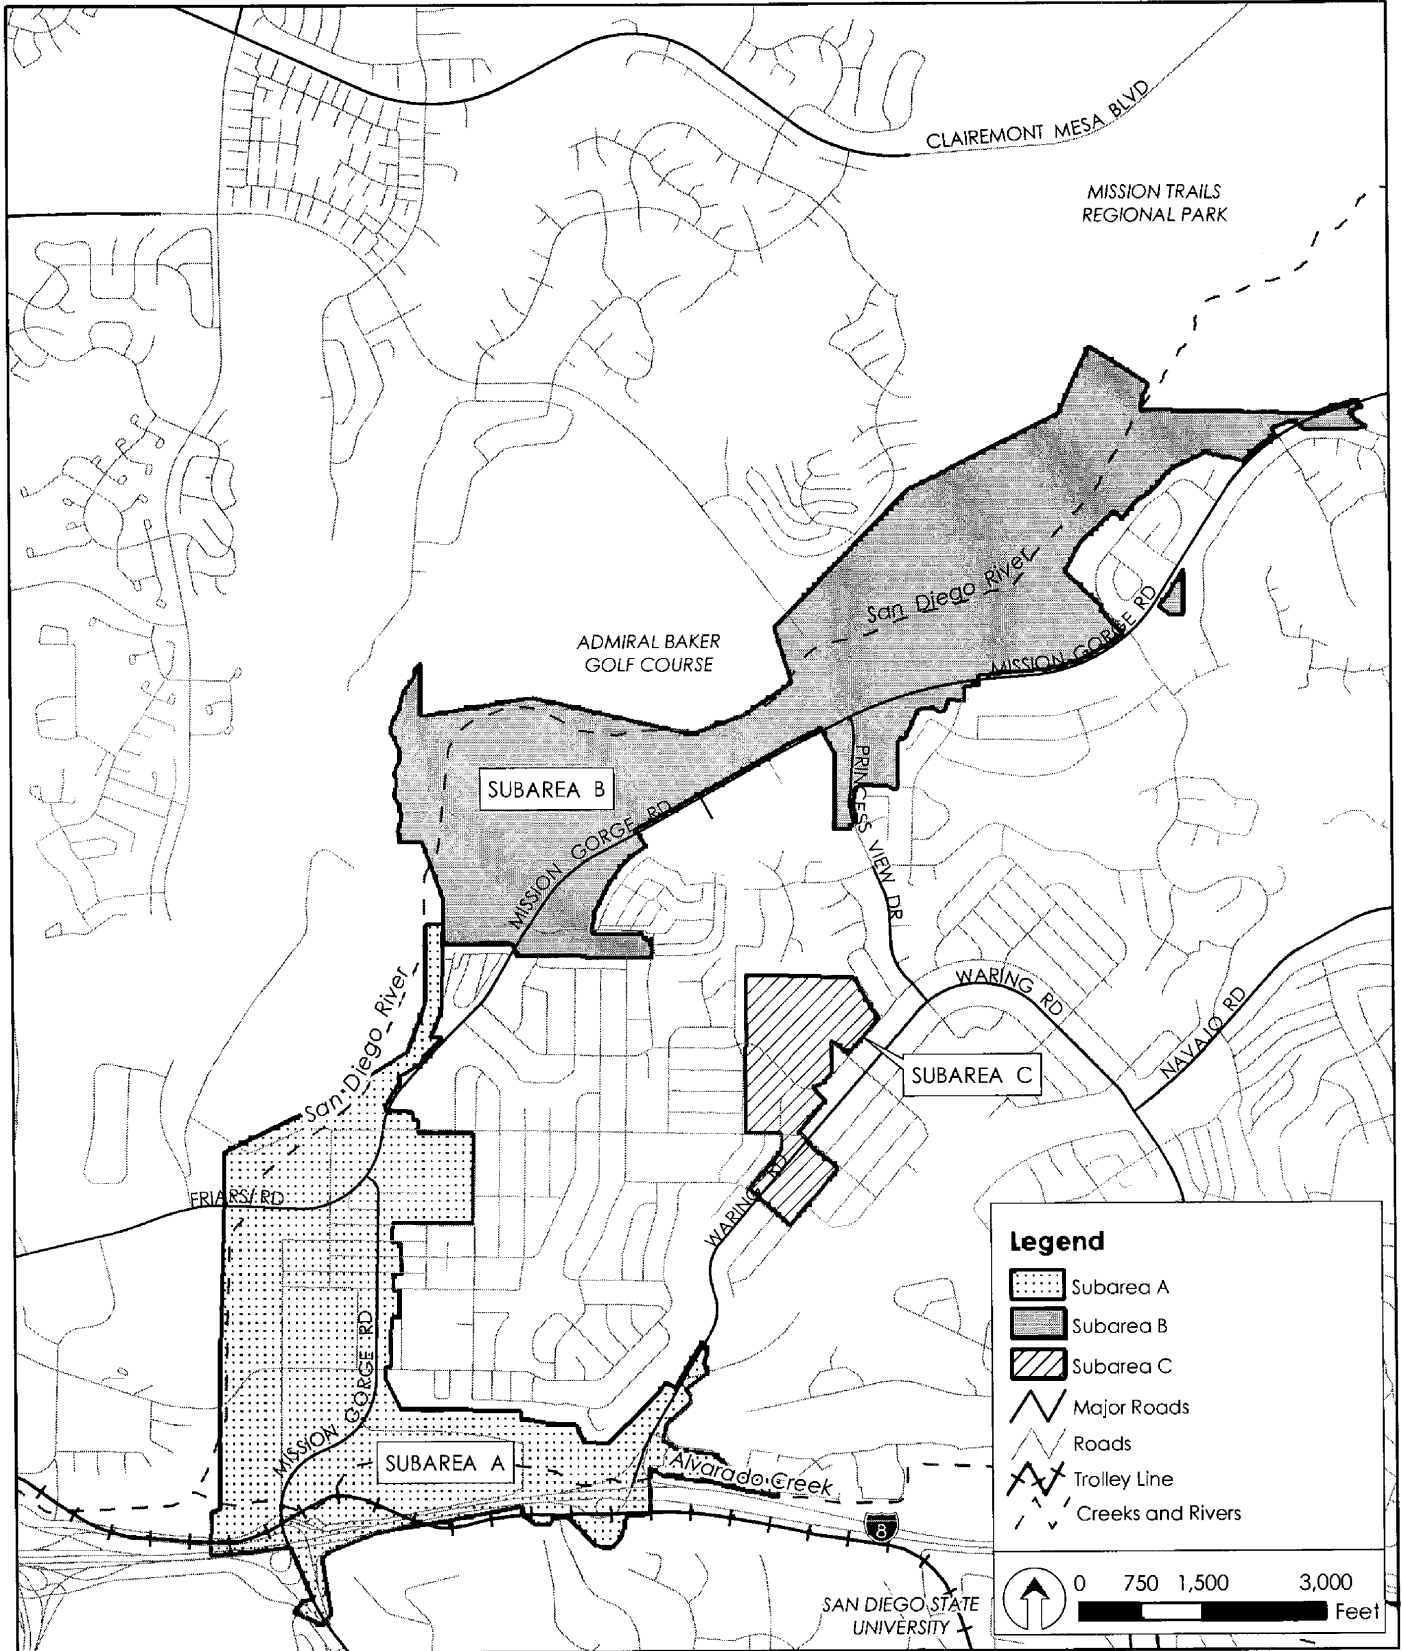 CLAIREMONT MESA BLVD
MISSION TRAILS
REGIONAL PARK
San Diego River
MISSION GORGE RD
ADMIRAL BAKER
GOLF COURSE
SUBAREA B
MISSION GORGE RD
PRINCESS VIEW DR
San Diego River
WARING RD
NAVAJO RD
SUBAREA C
FRIARS RD
WARING RD
MISSION GORGE RD
SUBAREA A
Alvarado Creek
8
SAN DIEGO STATE
UNIVERSITY
Legend
Subarea A
Subarea B
Subarea C
Major Roads
Roads
Trolley Line
Creeks and Rivers
0 750 1,500 3,000
Feet